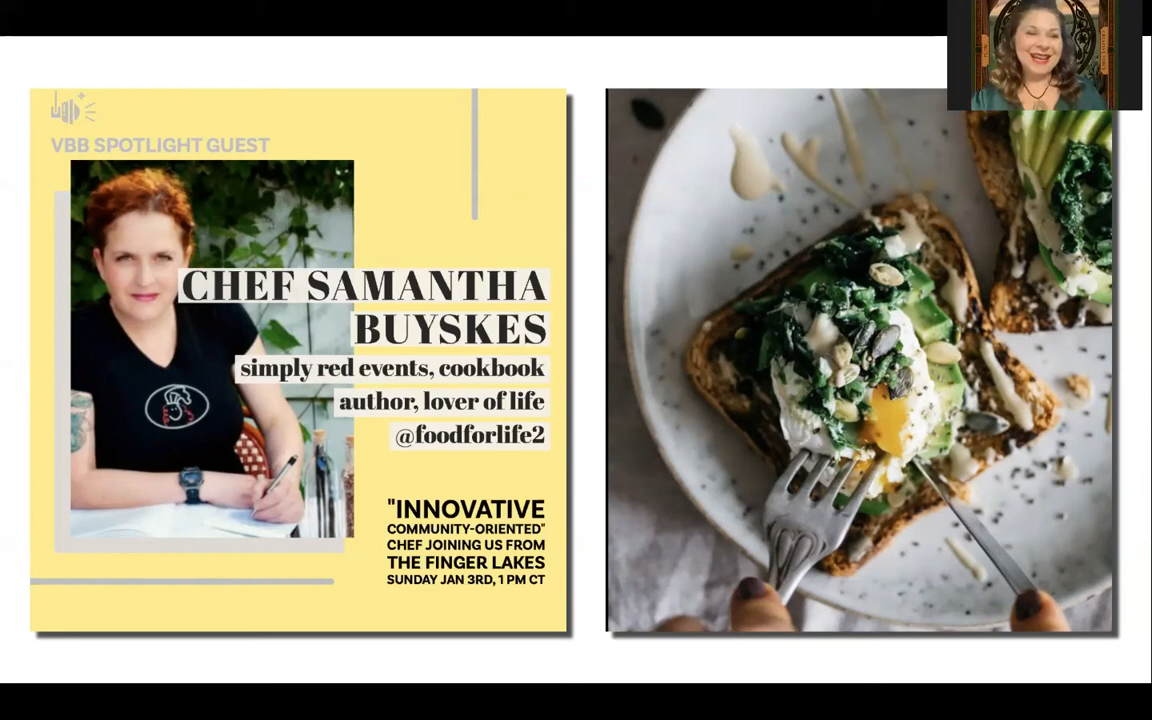 VBB SPOTLIGHT GUEST
CHEF SAMANTHA
BUYSKES
simply red events, cookbook
author, lover of life
@foodforlife2
"INNOVATIVE
COMMUNITY-ORIENTED"
CHEF JOINING US FROM
THE FINGER LAKES
SUNDAY JAN 3RD, 1 PM CT